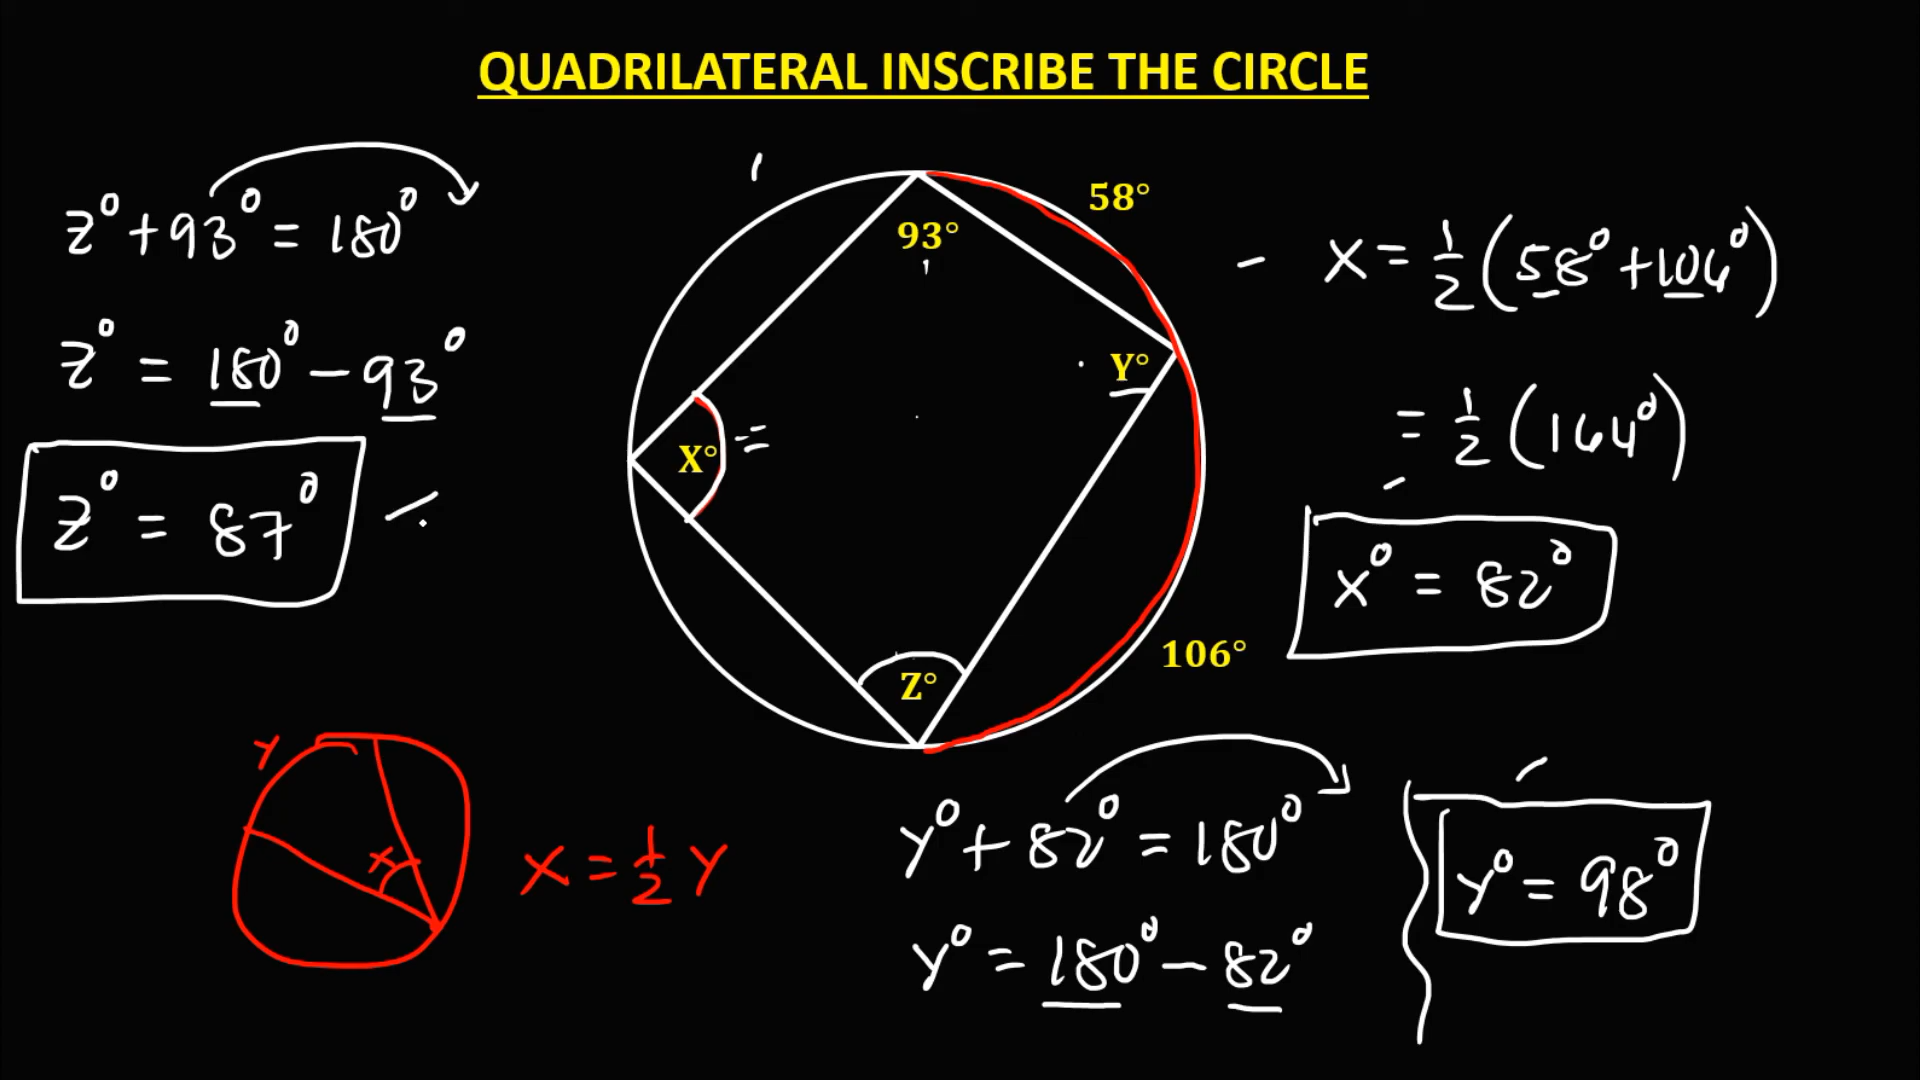 QUADRILATERAL INSCRIBE THE CIRCLE
z° + 93° = 180°
z° = 180° - 93°
z° = 87°
58°
93°
Y°
X° =
Z°
106°
x = 1/2 (58° + 106°)
= 1/2 (164°)
x° = 82°
y
x
x = 1/2 y
y° + 82° = 180°
y° = 180° - 82°
y° = 98°